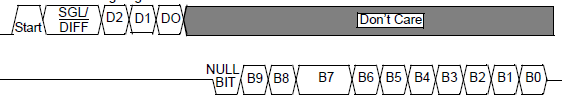 Start SGL/DIFF D2 D1 DO Don't Care
NULL BIT B9 B8 B7 B6 B5 B4 B3 B2 B1 B0